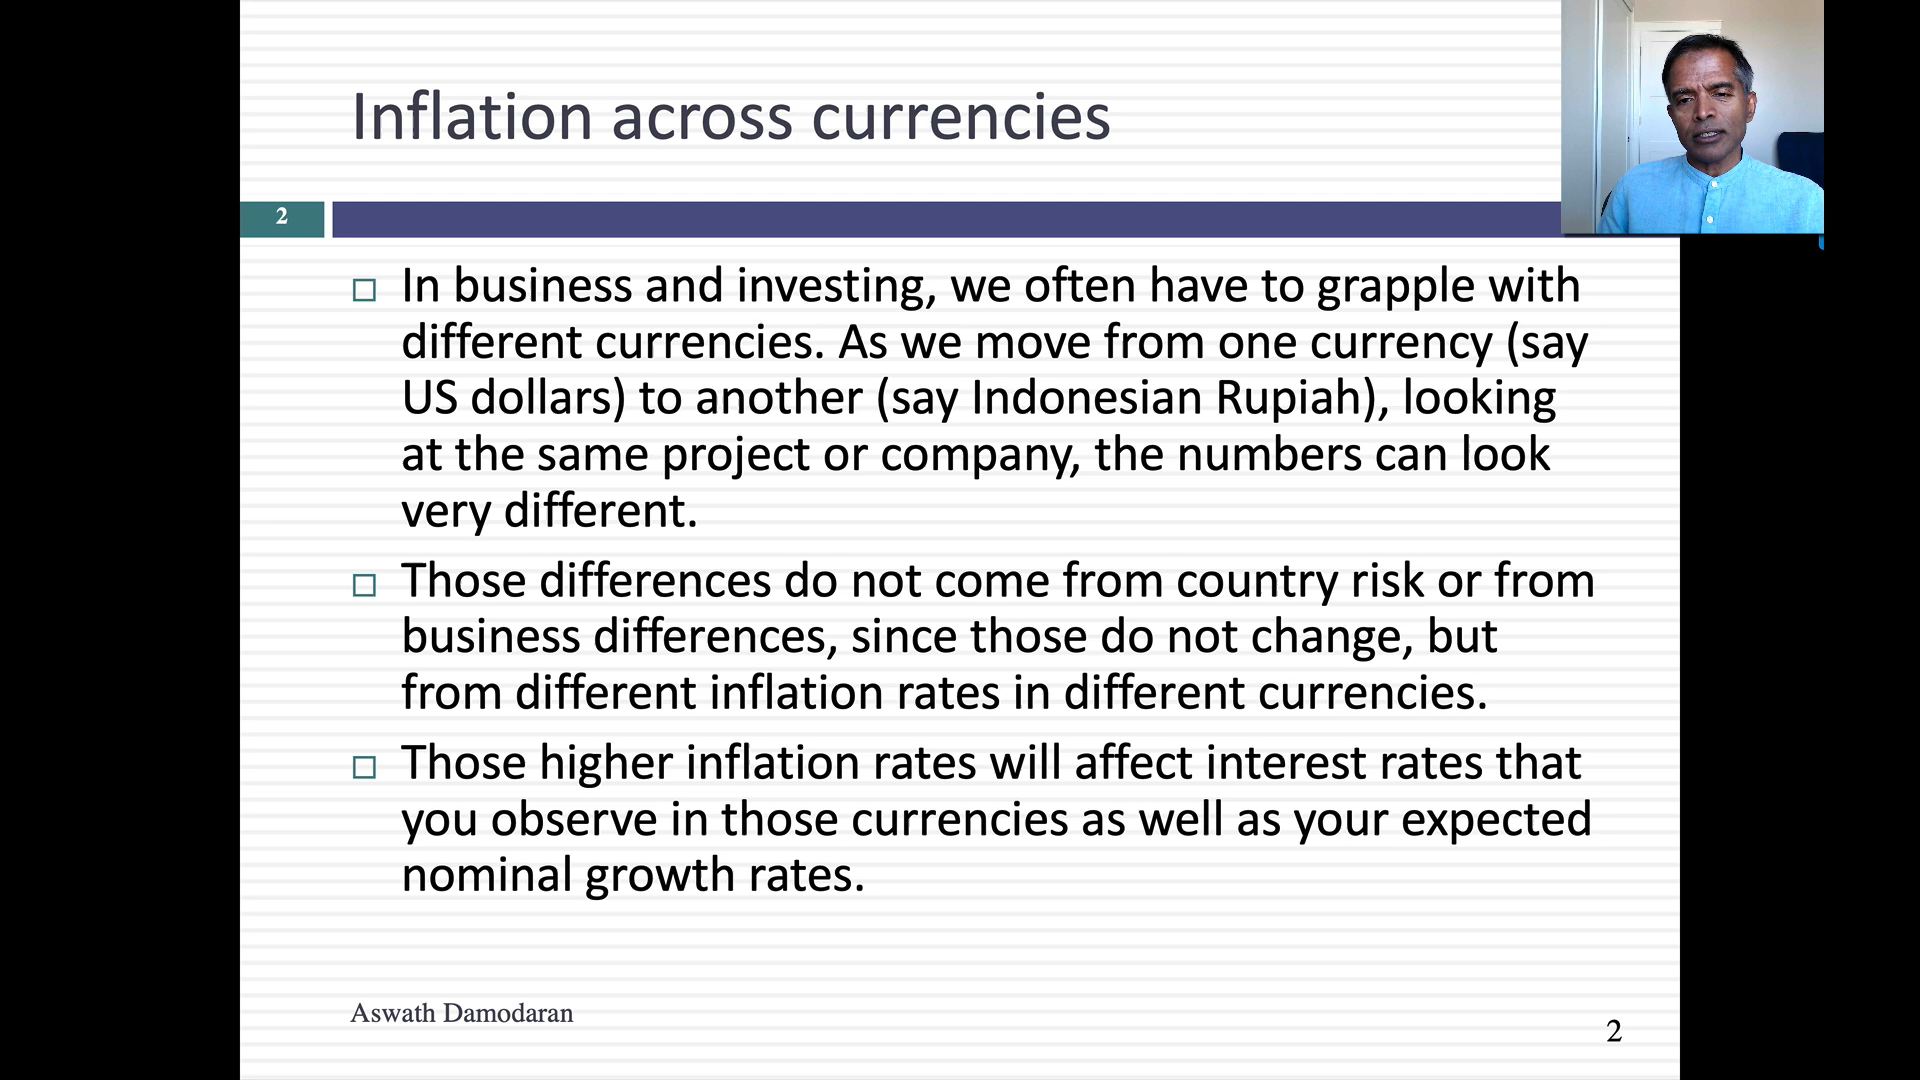 Inflation across currencies
2
In business and investing, we often have to grapple with
different currencies. As we move from one currency (say
US dollars) to another (say Indonesian Rupiah), looking
at the same project or company, the numbers can look
very different.
Those differences do not come from country risk or from
business differences, since those do not change, but
from different inflation rates in different currencies.
Those higher inflation rates will affect interest rates that
you observe in those currencies as well as your expected
nominal growth rates.
Aswath Damodaran
2